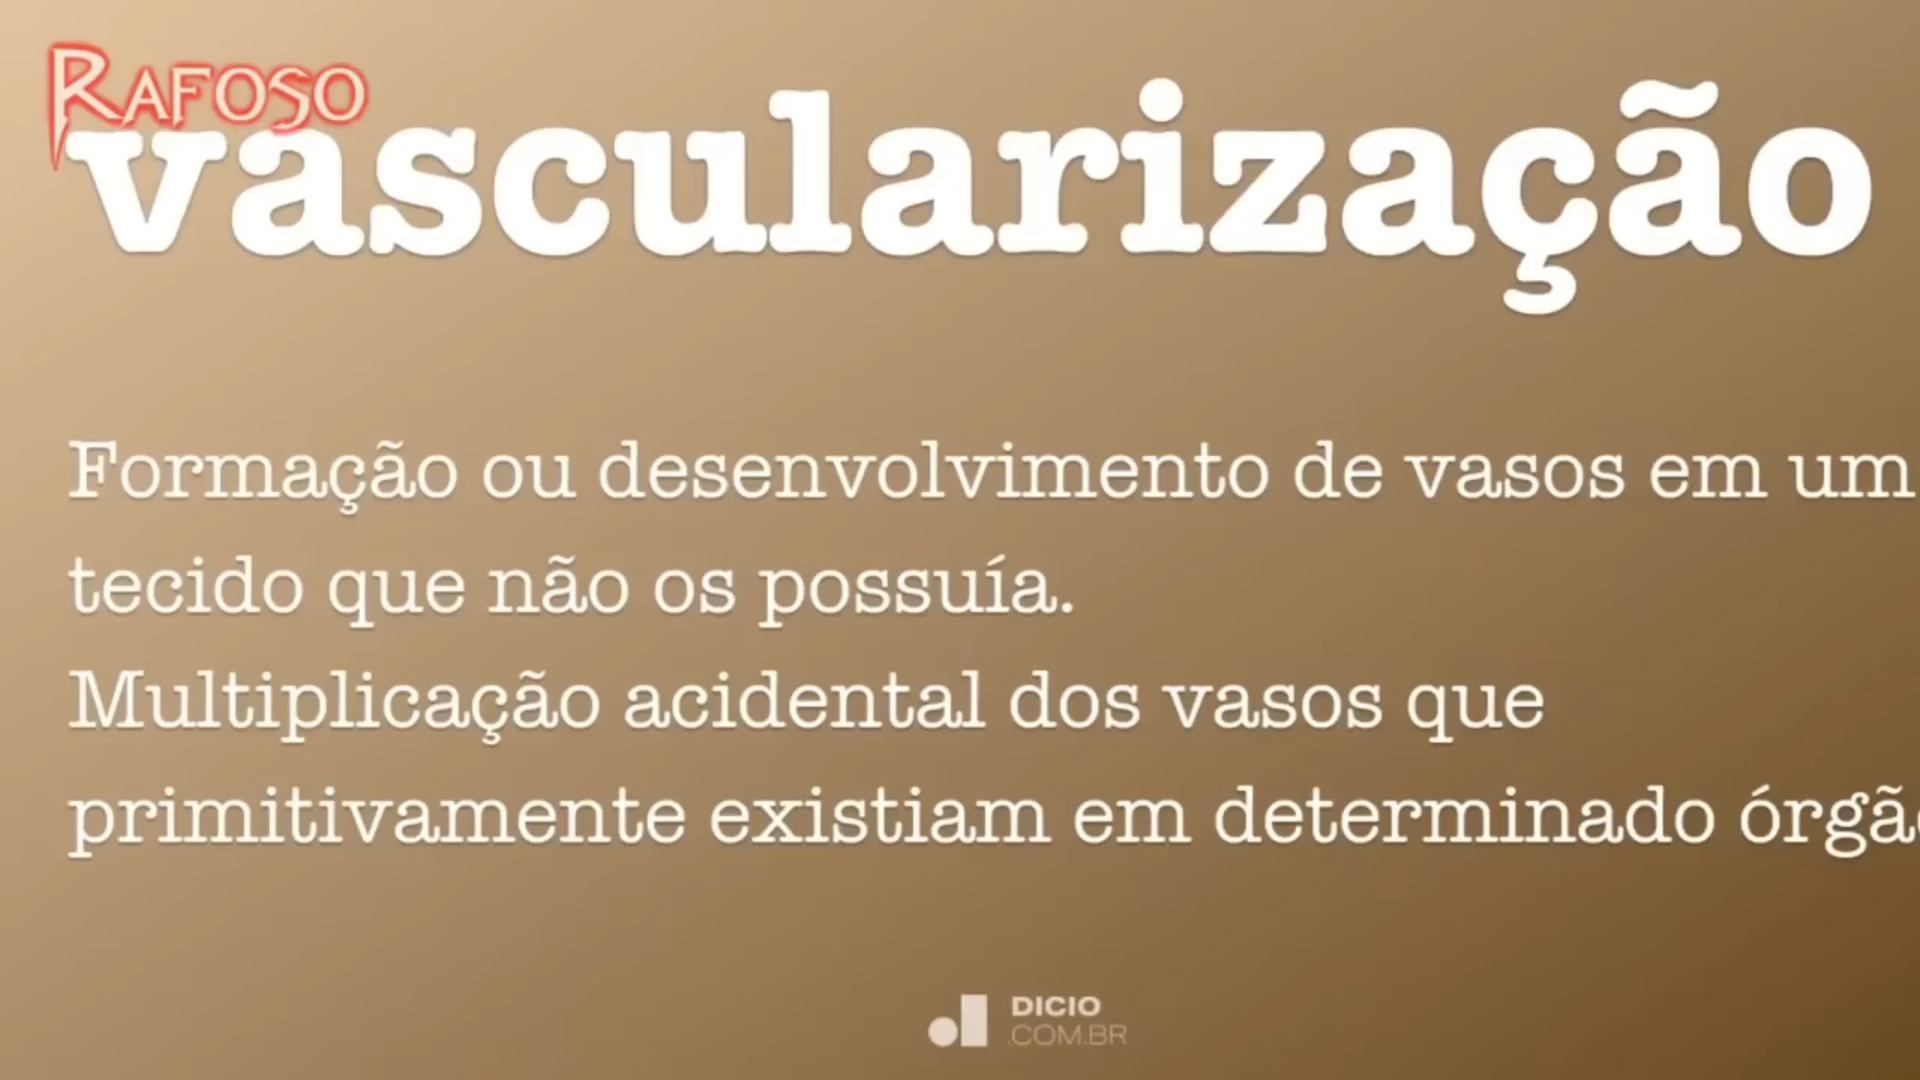 RAFOSO
vascularização
Formação ou desenvolvimento de vasos em um
tecido que não os possuía.
Multiplicação acidental dos vasos que
primitivamente existiam em determinado órgão
DICIO
.COM.BR